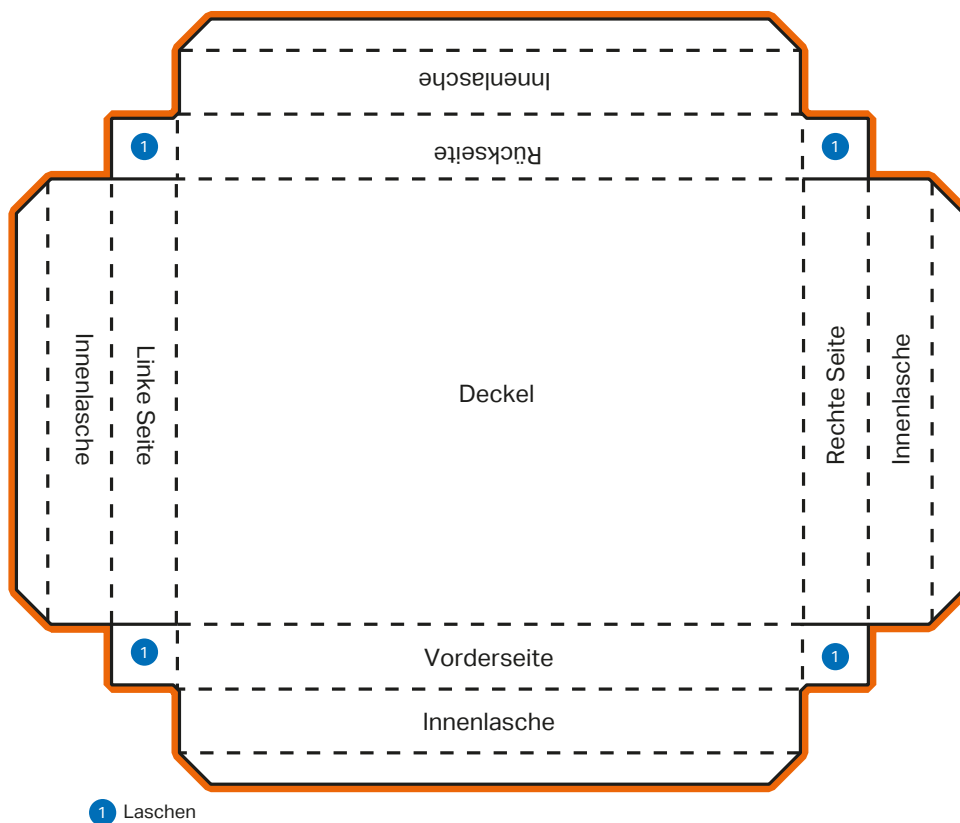 Innenlasche
1
Rückseite
1
Innenlasche
Linke Seite
Deckel
Rechte Seite
Innenlasche
1
Vorderseite
1
Innenlasche
1 Laschen